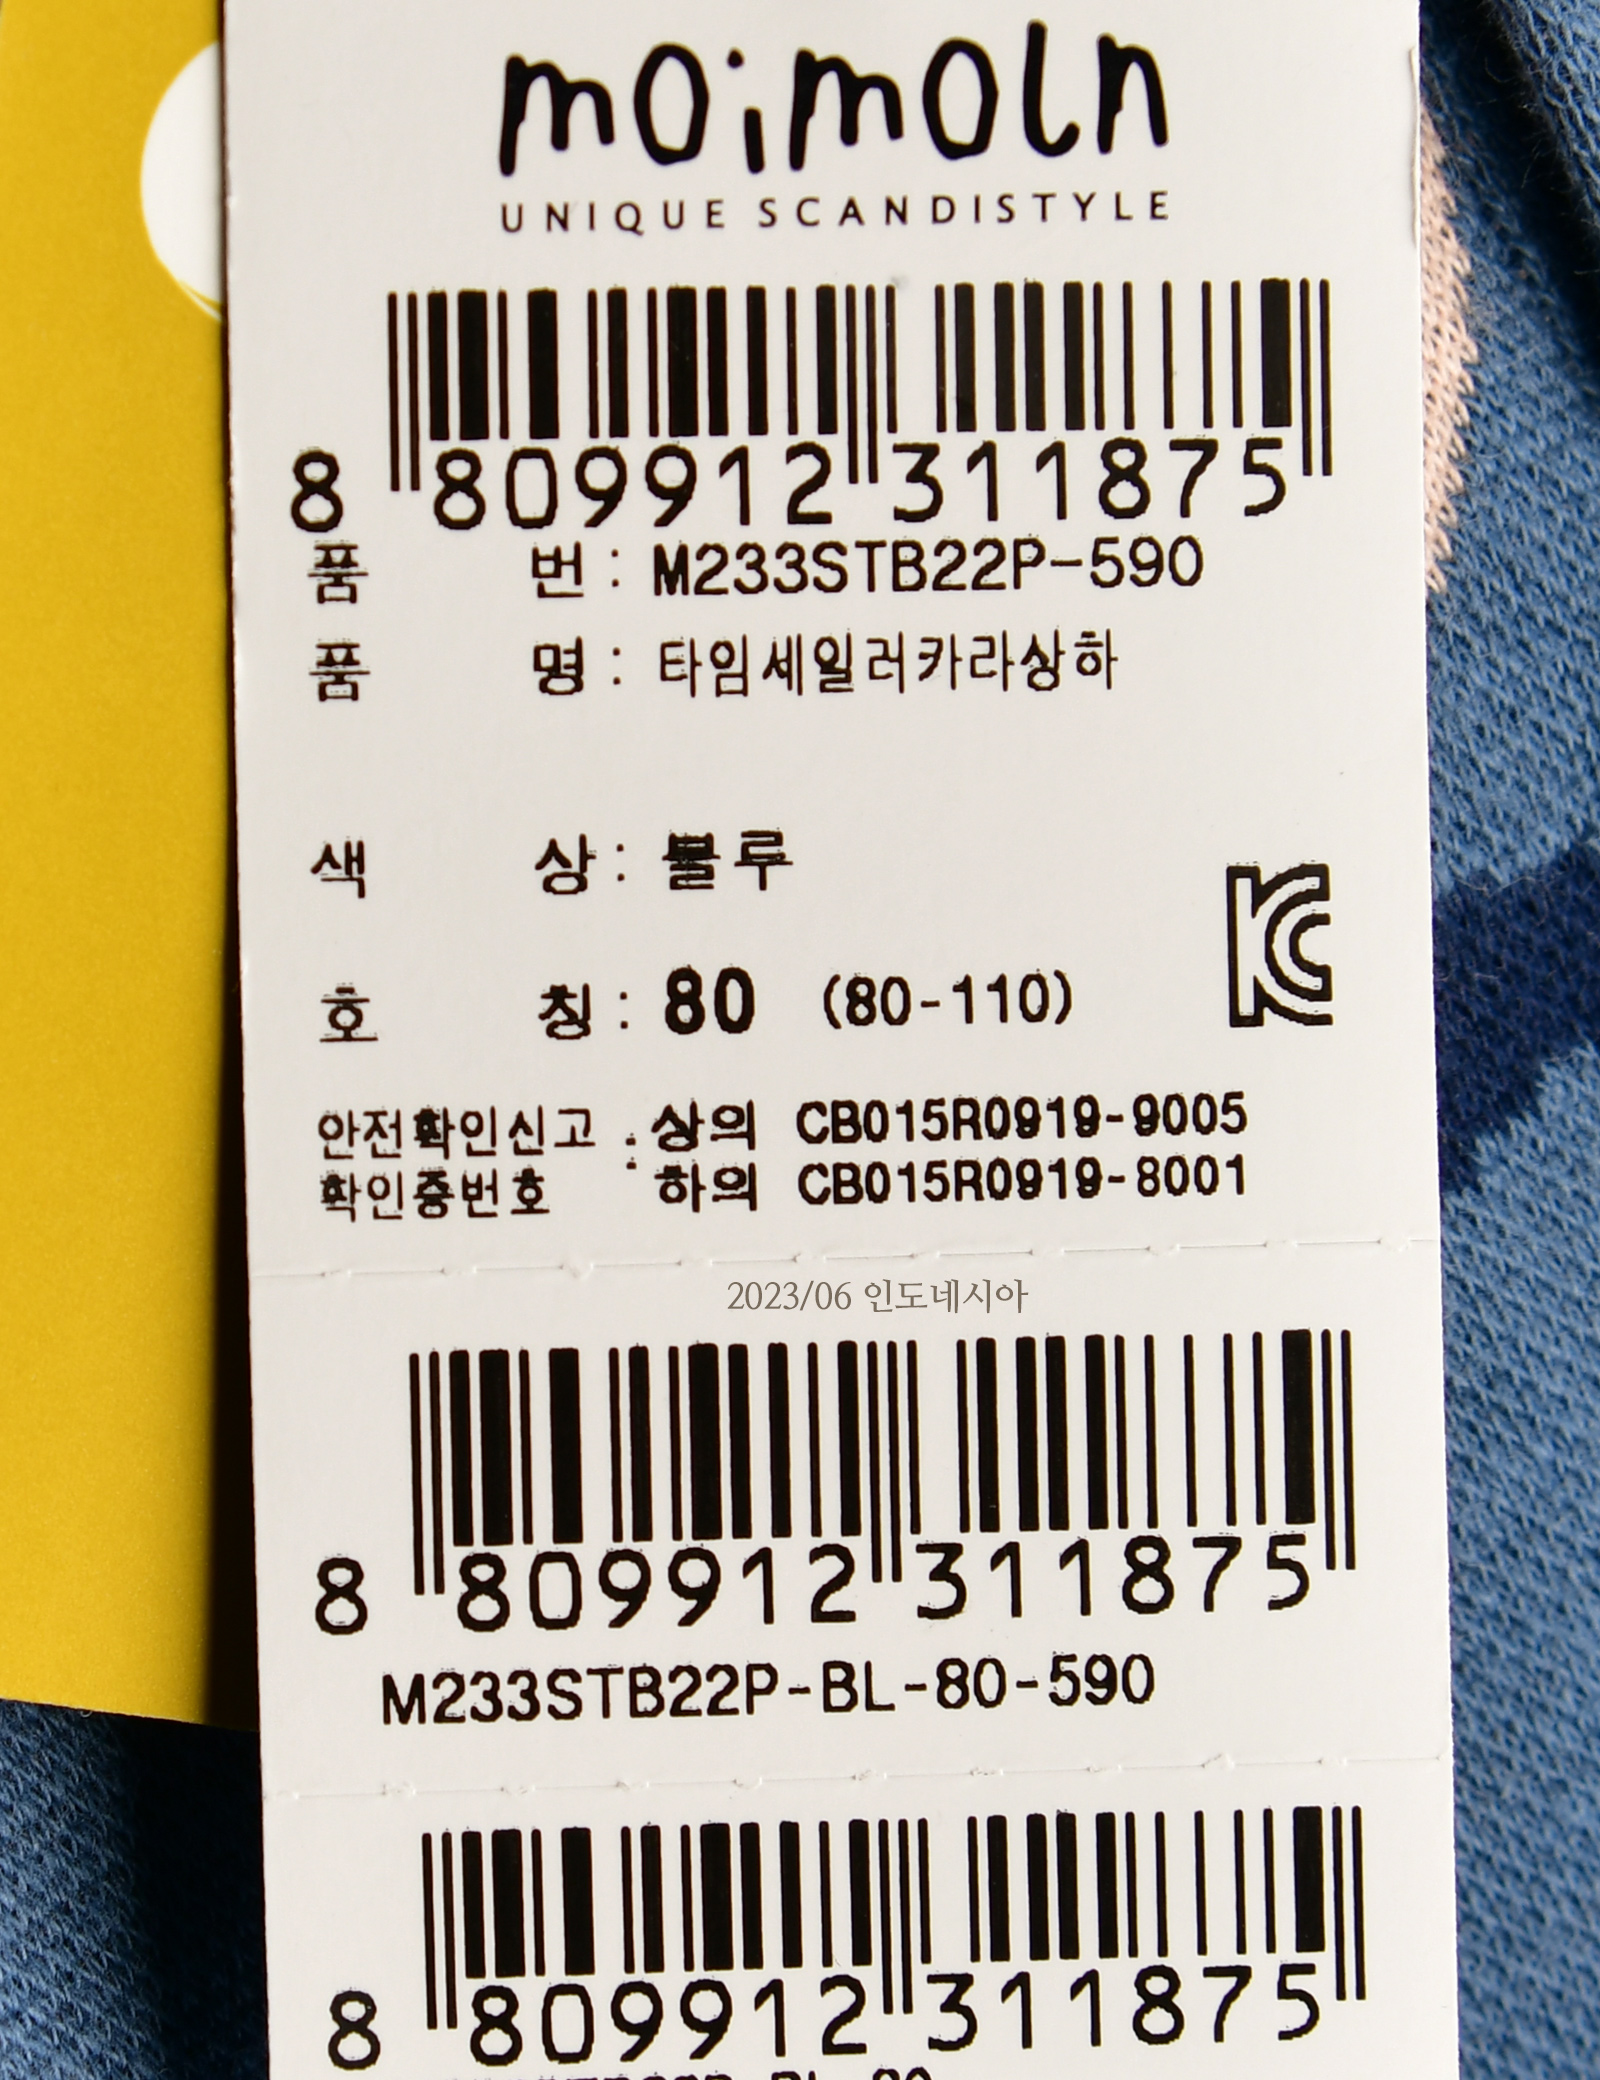 moimoln
UNIQUE SCANDISTYLE
8 809912 311875
품 번 : M233STB22P-590
품 명 : 타임세일러카라상하
색 상 : 블루
호 칭 : 80 (80-110)
KC
안전확인신고 : 상의 CB015R0919-9005
확인증번호 하의 CB015R0919-8001
2023/06 인도네시아
8 809912 311875
M233STB22P-BL-80-590
8 809912 311875